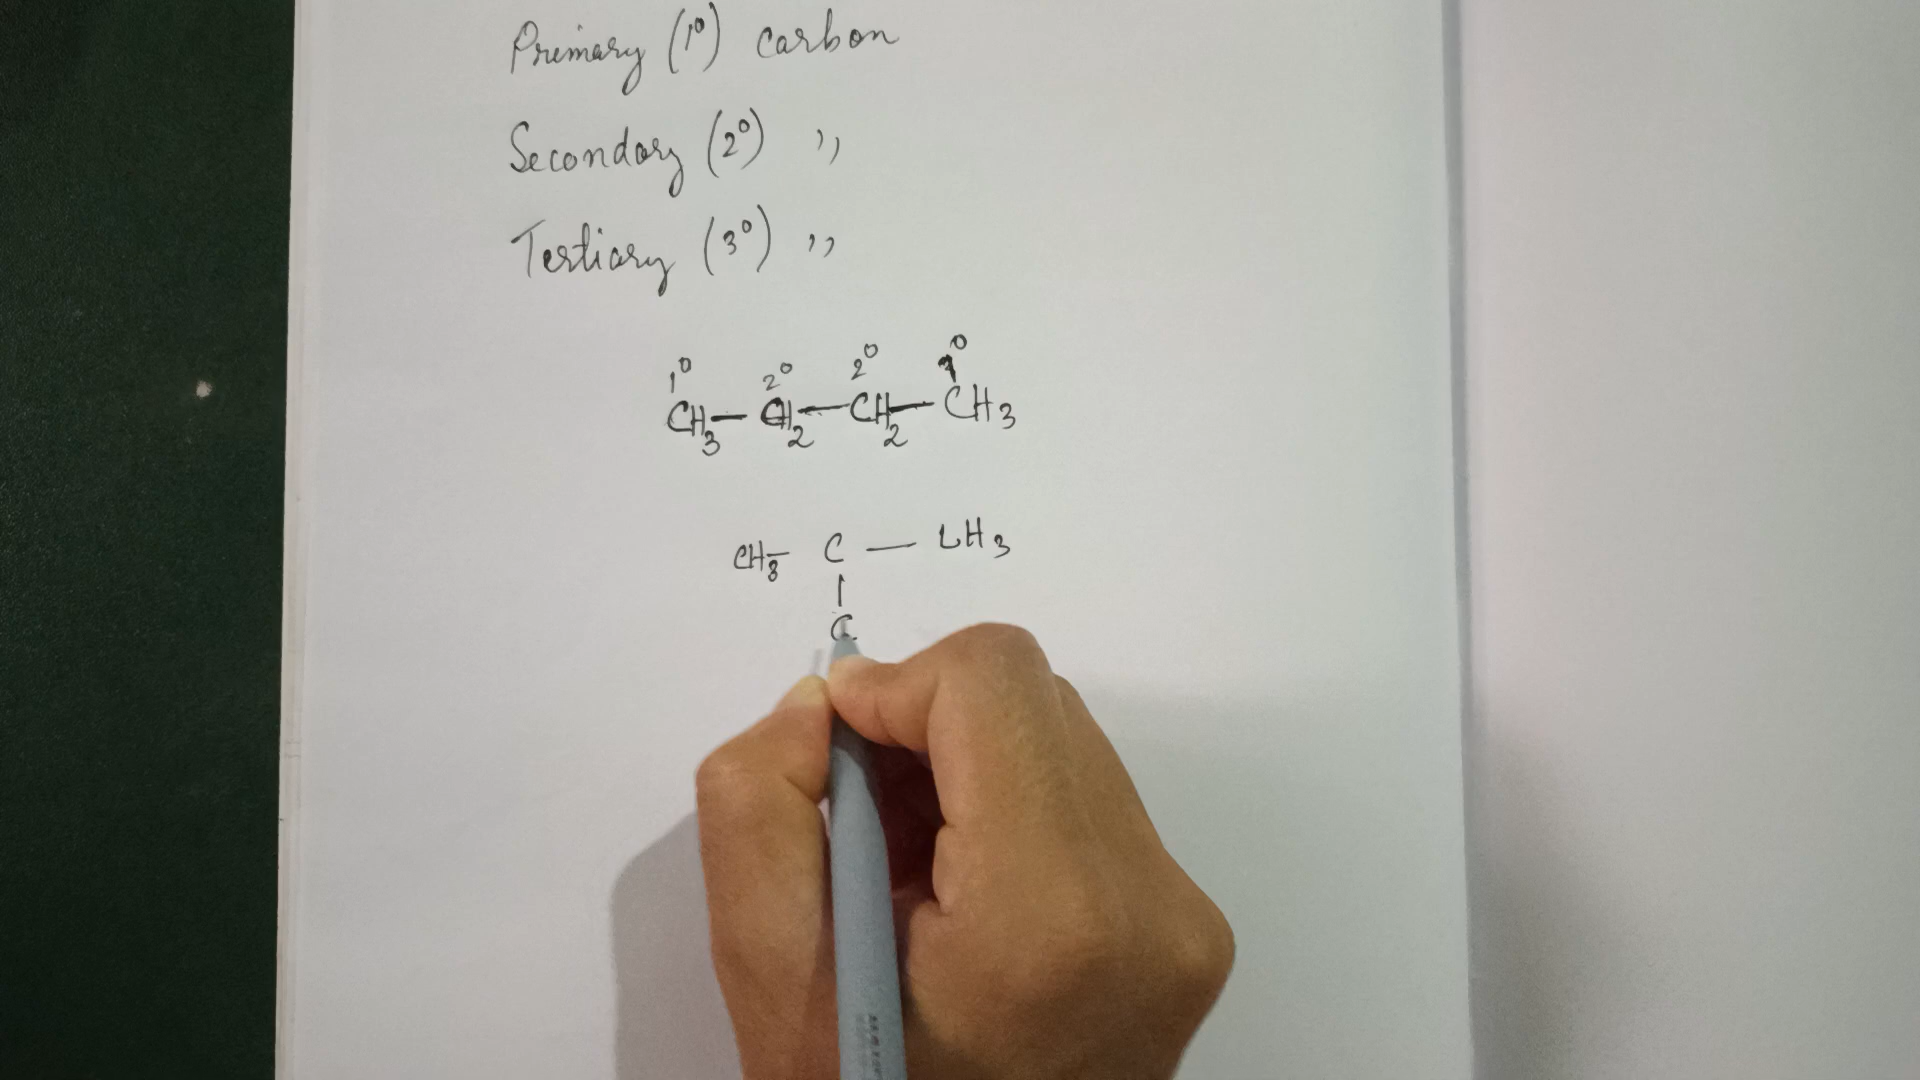 Primary (1°) carbon
Secondary (2°) ,,
Tertiary (3°) ,,
1° 2° 2° 1°
CH3 — CH2 — CH2 — CH3
CH3 — C — CH3
|
C